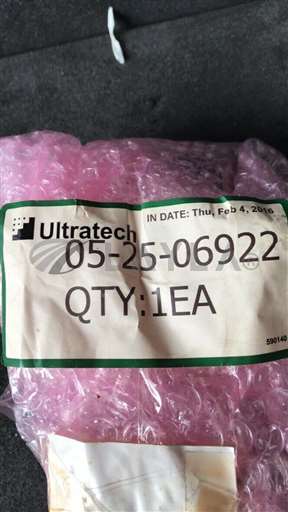 Ultratech
IN DATE: Thu, Feb 4, 2016
05-25-06922
QTY:1EA
590140